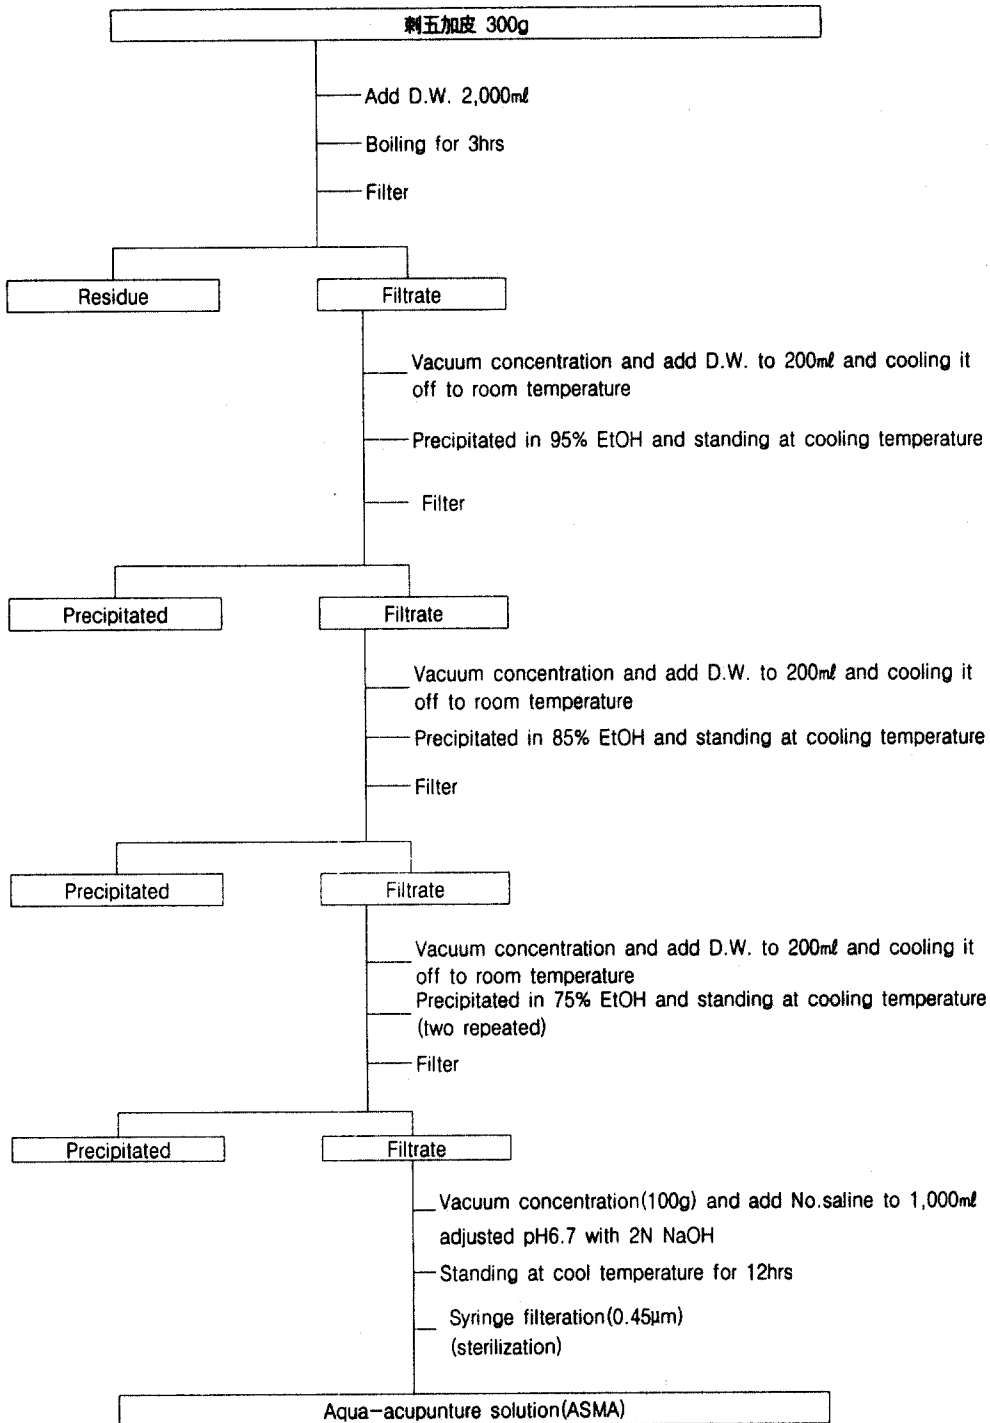 刺五加皮 300g
Add D.W. 2,000㎖
Boiling for 3hrs
Filter
Residue
Filtrate
Vacuum concentration and add D.W. to 200㎖ and cooling it
off to room temperature
Precipitated in 95% EtOH and standing at cooling temperature
Filter
Precipitated
Filtrate
Vacuum concentration and add D.W. to 200㎖ and cooling it
off to room temperature
Precipitated in 85% EtOH and standing at cooling temperature
Filter
Precipitated
Filtrate
Vacuum concentration and add D.W. to 200㎖ and cooling it
off to room temperature
Precipitated in 75% EtOH and standing at cooling temperature
(two repeated)
Filter
Precipitated
Filtrate
Vacuum concentration(100g) and add No.saline to 1,000㎖
adjusted pH6.7 with 2N NaOH
Standing at cool temperature for 12hrs
Syringe filteration(0.45μm)
(sterilization)
Aqua-acupunture solution(ASMA)